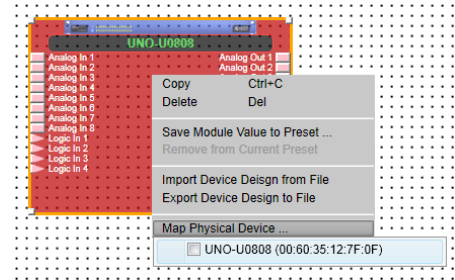 UNO-U0808
Analog In 1 Analog Out 1
Analog In 2 Analog Out 2
Analog In 3
Analog In 4
Analog In 5
Analog In 6
Analog In 7
Analog In 8
Logic In 1
Logic In 2
Logic In 3
Logic In 4
Copy Ctrl+C
Delete Del
Save Module Value to Preset ...
Remove from Current Preset
Import Device Deisgn from File
Export Device Design to File
Map Physical Device ...
UNO-U0808 (00:60:35:12:7F:0F)